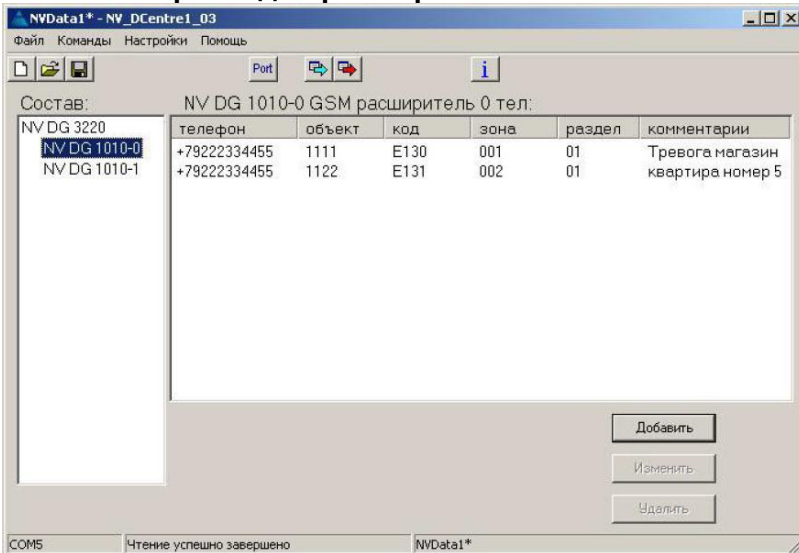 NVData1* - NV_DCentre1_03
Файл Команды Настройки Помощь
Port i
Состав: NV DG 1010-0 GSM расширитель 0 тел:
NV DG 3220
NV DG 1010-0
NV DG 1010-1
телефон объект код зона раздел комментарии
+79222334455 1111 E130 001 01 Тревога магазин
+79222334455 1122 E131 002 01 квартира номер 5
Добавить
Изменить
Удалить
COM5 Чтение успешно завершено NVData1*